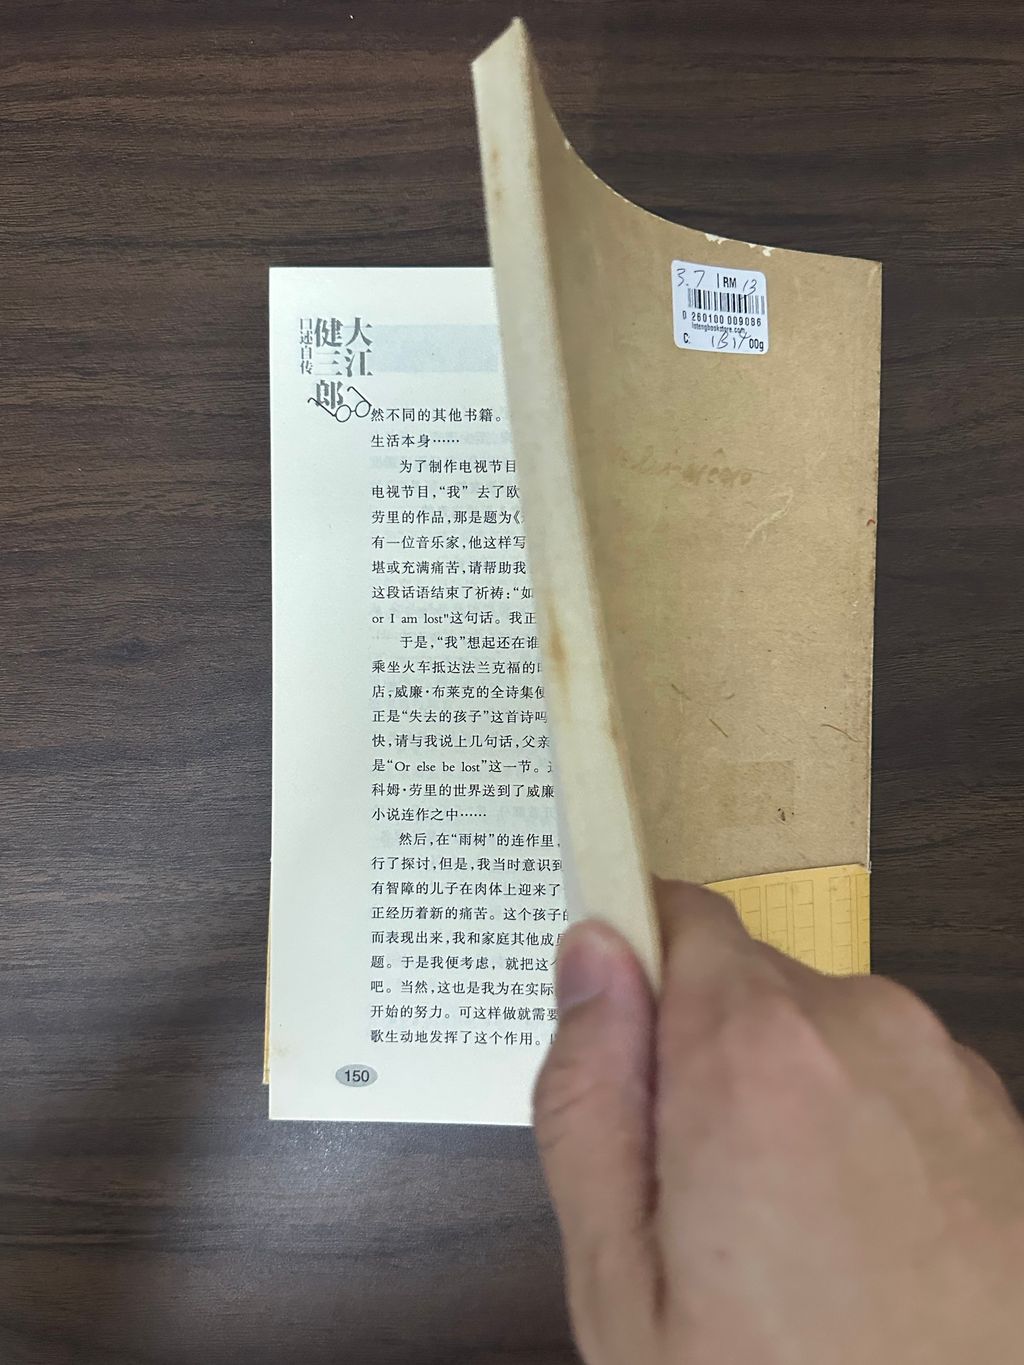 大江
健三郎
口述自传
然不同的其他书籍。
生活本身……
为了制作电视节目
电视节目，“我” 去了欧
劳里的作品，那是题为《
有一位音乐家，他这样写
堪或充满痛苦，请帮助我
这段话语结束了祈祷：“如
or I am lost"这句话。我正
于是，“我”想起还在谁
乘坐火车抵达法兰克福的
店，威廉·布莱克的全诗集便
正是“失去的孩子”这首诗吗
快，请与我说上几句话，父亲
是“Or else be lost”这一节。
科姆·劳里的世界送到了威廉
小说连作之中……
然后，在“雨树”的连作里，
行了探讨，但是，我当时意识到
有智障的儿子在肉体上迎来了
正经历着新的痛苦。这个孩子的
而表现出来，我和家庭其他成员
题。于是我便考虑，就把这个
吧。当然，这也是我为在实际
开始的努力。可这样做就需要
歌生动地发挥了这个作用。
150
3.7 RM 13
0 260100 009086
C: 00g